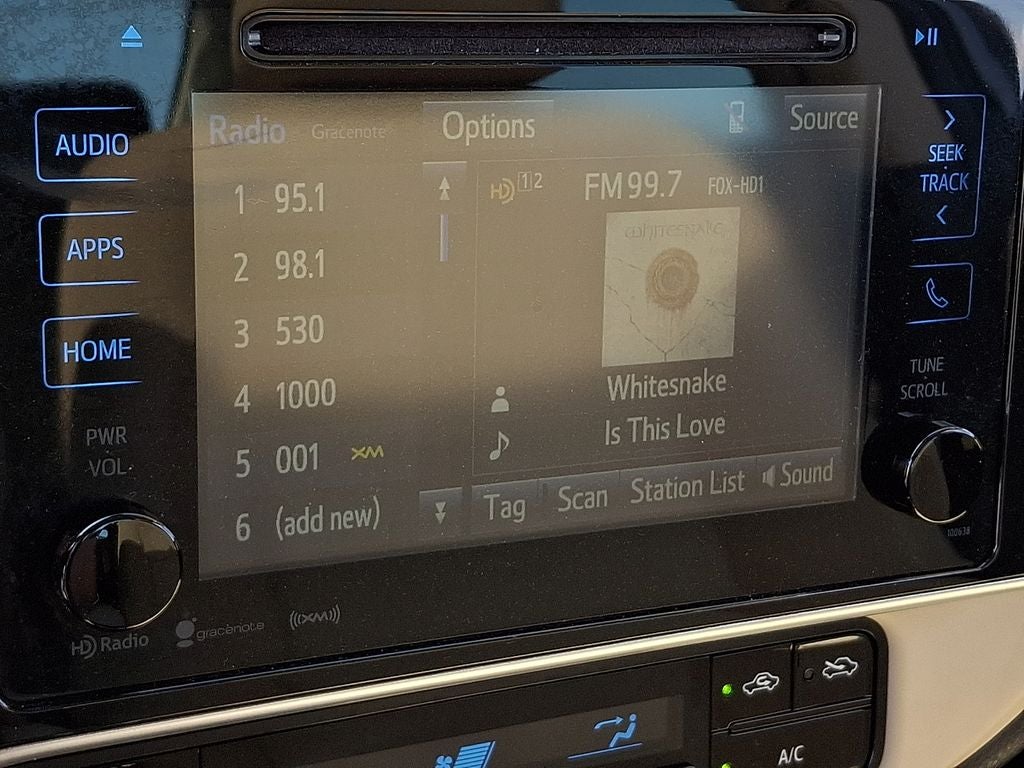 AUDIO
APPS
HOME
PWR
VOL
Radio
Gracenote
Options
Source
1 95.1
2 98.1
3 530
4 1000
5 001 XM
6 (add new)
HD 1 2
FM 99.7 FOX-HD1
WHITESNAKE
Whitesnake
Is This Love
Tag
Scan
Station List
Sound
SEEK
TRACK
TUNE
SCROLL
100638
HD Radio
gracenote
((XM))
A/C